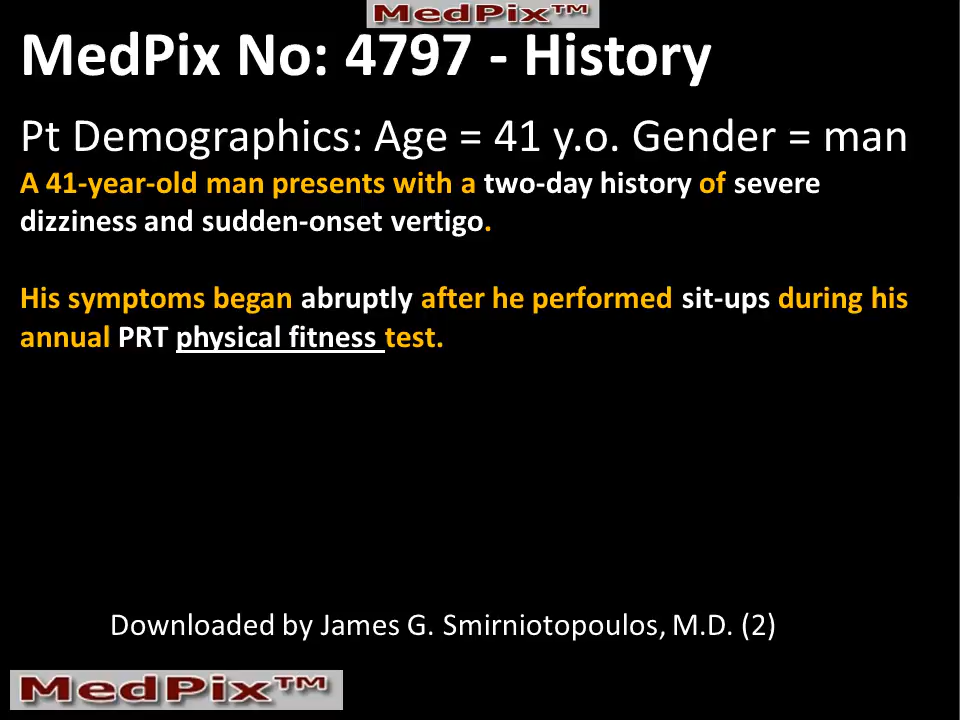 MedPix™
MedPix No: 4797 - History
Pt Demographics: Age = 41 y.o. Gender = man
A 41-year-old man presents with a two-day history of severe
dizziness and sudden-onset vertigo.
His symptoms began abruptly after he performed sit-ups during his
annual PRT physical fitness test.
Downloaded by James G. Smirniotopoulos, M.D. (2)
MedPix™